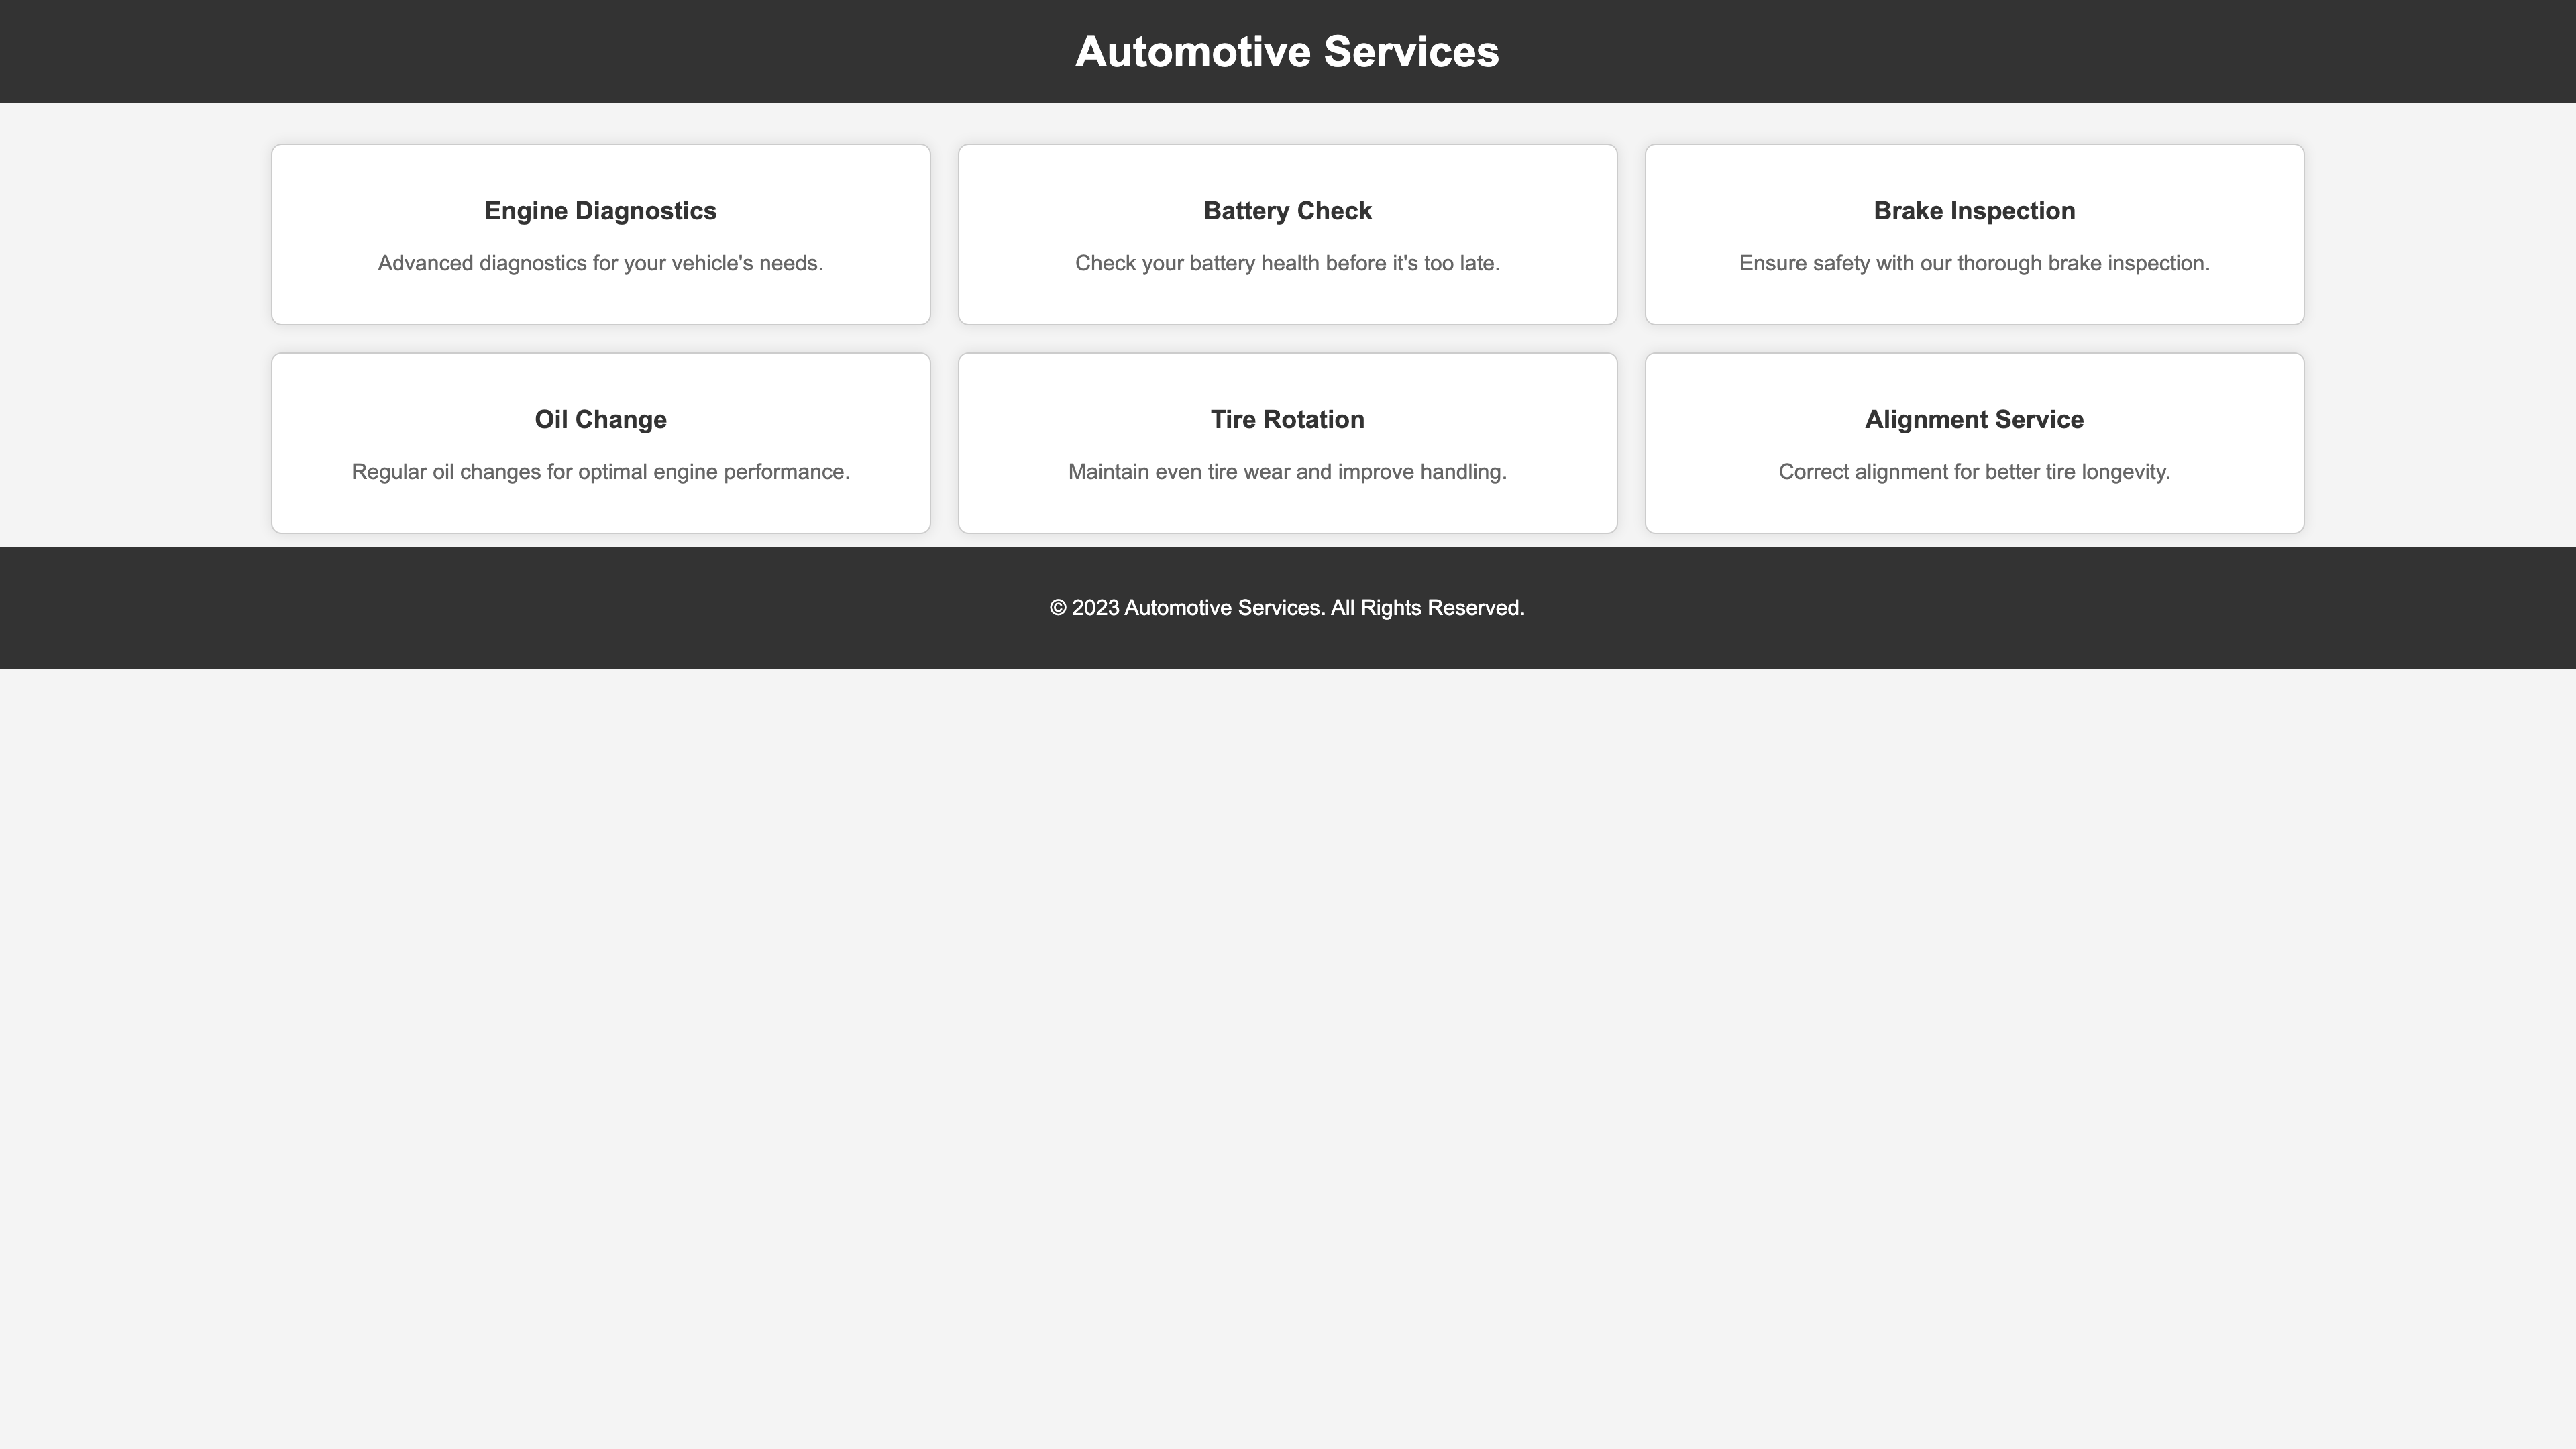 Automotive Services
Engine Diagnostics
Advanced diagnostics for your vehicle's needs.
Battery Check
Check your battery health before it's too late.
Brake Inspection
Ensure safety with our thorough brake inspection.
Oil Change
Regular oil changes for optimal engine performance.
Tire Rotation
Maintain even tire wear and improve handling.
Alignment Service
Correct alignment for better tire longevity.
© 2023 Automotive Services. All Rights Reserved.